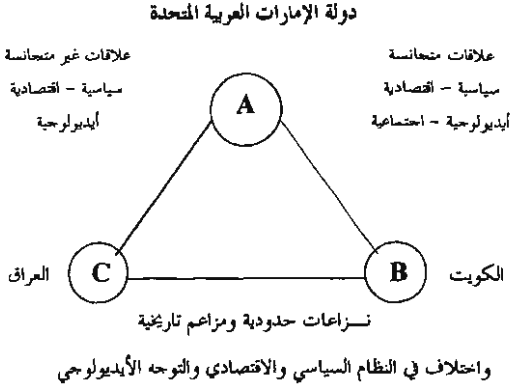 دولة الإمارات العربية المتحدة
علاقات متجانسة
سياسية – اقتصادية
أيديولوجية – اجتماعية
علاقات غير متجانسة
سياسية – اقتصادية
أيديولوجية
A
الكويت
B
C
العراق
نـــزاعات حدودية ومزاعم تاريخية
واختلاف في النظام السياسي والاقتصادي والتوجه الأيديولوجي